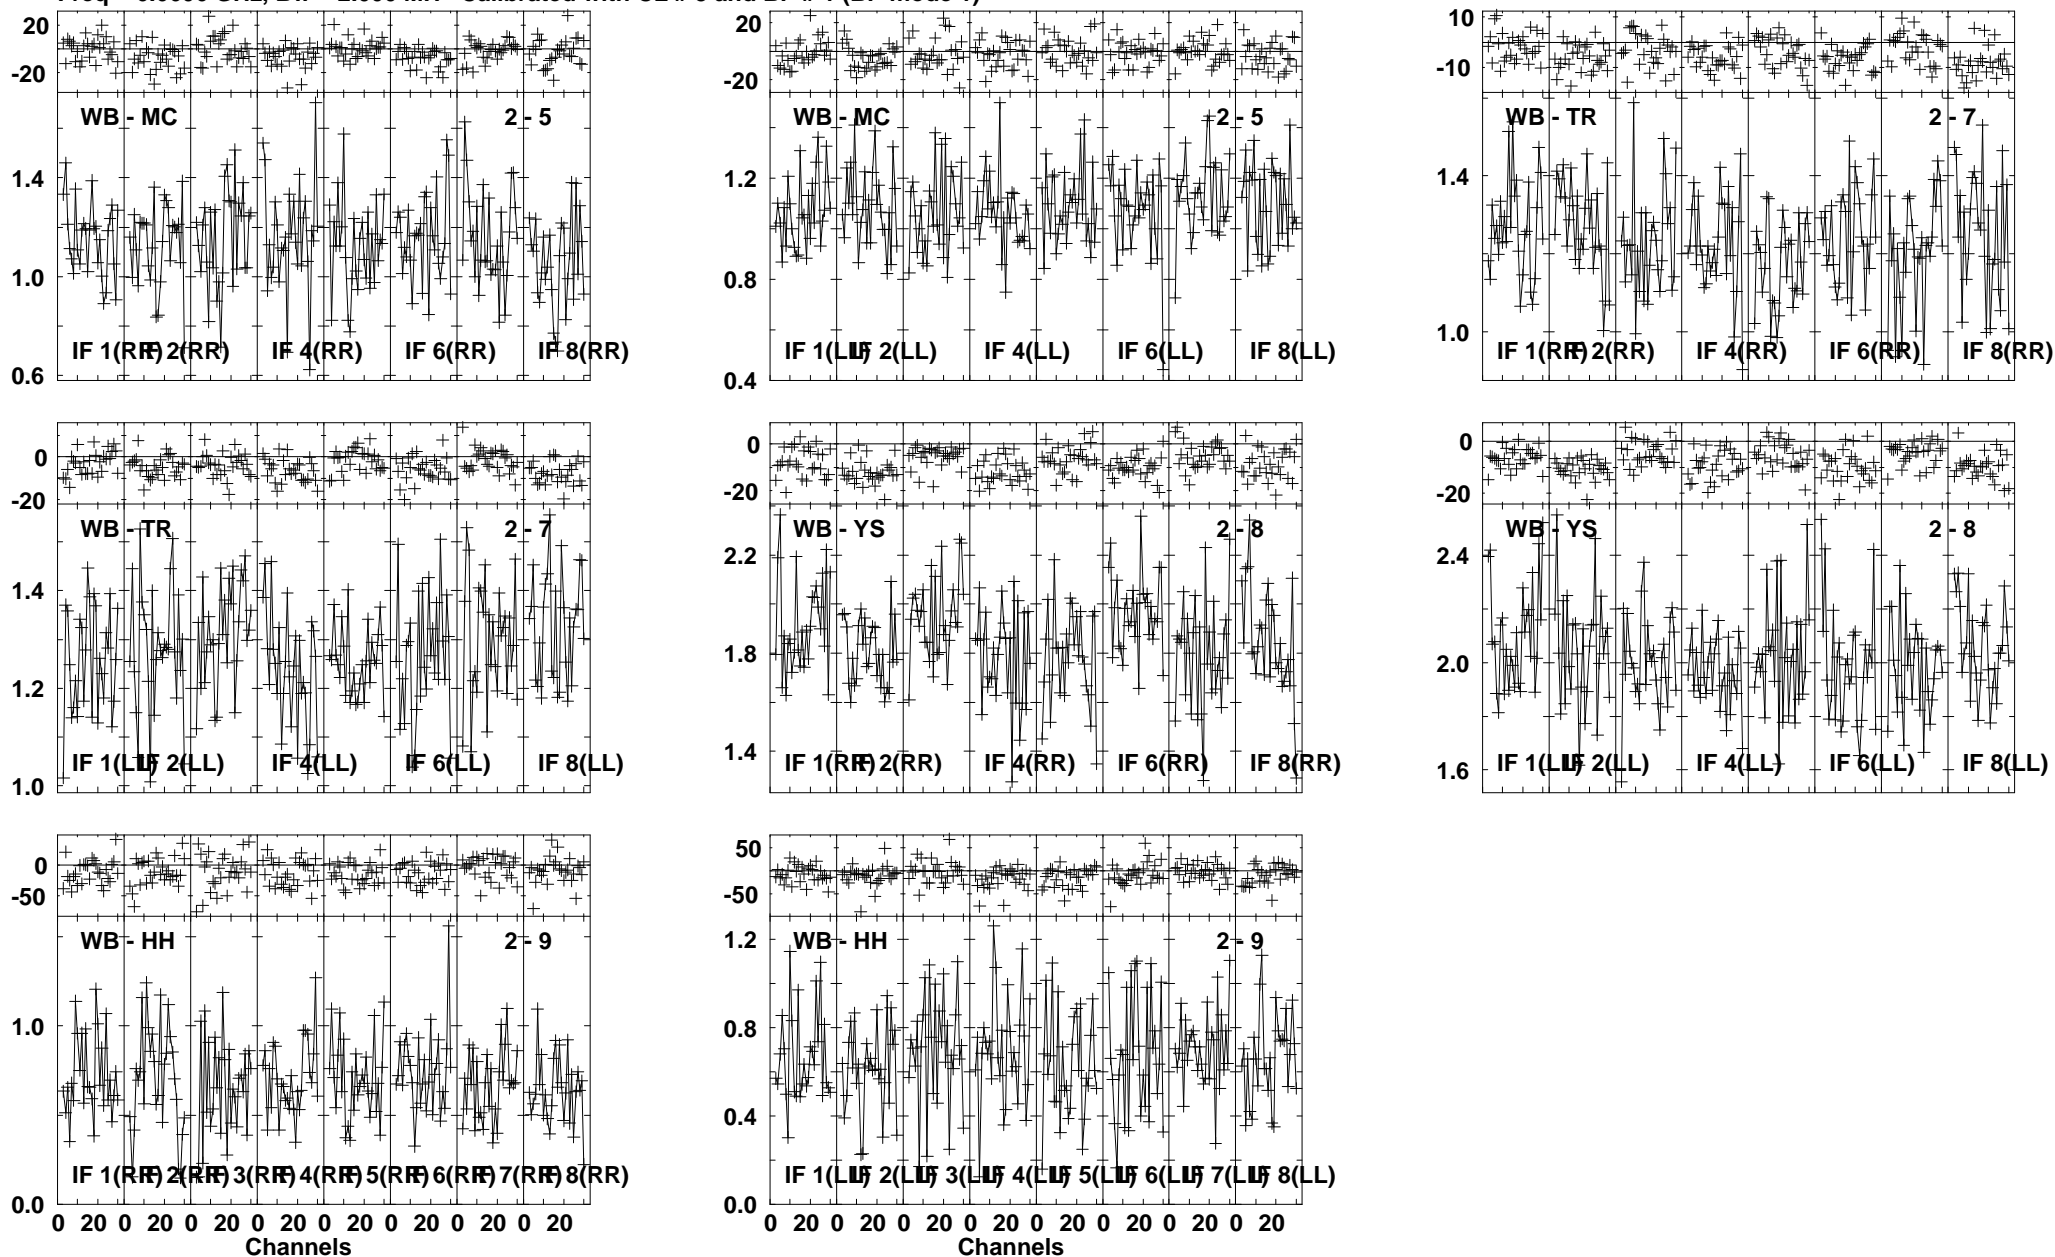 20
-20
WB - MC 2 - 5
1.4
1.0
0.6
IF 1(RR) IF 2(RR) IF 4(RR) IF 6(RR) IF 8(RR)
20
-20
WB - MC 2 - 5
1.2
0.8
0.4
IF 1(LL) IF 2(LL) IF 4(LL) IF 6(LL) IF 8(LL)
10
-10
WB - TR 2 - 7
1.4
1.0
IF 1(RR) IF 2(RR) IF 4(RR) IF 6(RR) IF 8(RR)
0
-20
WB - TR 2 - 7
1.4
1.2
1.0
IF 1(LL) IF 2(LL) IF 4(LL) IF 6(LL) IF 8(LL)
0
-20
WB - YS 2 - 8
2.2
1.8
1.4
IF 1(RR) IF 2(RR) IF 4(RR) IF 6(RR) IF 8(RR)
0
-20
WB - YS 2 - 8
2.4
2.0
1.6
IF 1(LL) IF 2(LL) IF 4(LL) IF 6(LL) IF 8(LL)
0
-50
WB - HH 2 - 9
1.0
0.0
IF 1(RR) IF 2(RR) IF 3(RR) IF 4(RR) IF 5(RR) IF 6(RR) IF 7(RR) IF 8(RR)
0 20 0 20 0 20 0 20 0 20 0 20 0 20 0 20
Channels
50
-50
WB - HH 2 - 9
1.2
0.8
0.4
0.0
IF 1(LL) IF 2(LL) IF 3(LL) IF 4(LL) IF 5(LL) IF 6(LL) IF 7(LL) IF 8(LL)
0 20 0 20 0 20 0 20 0 20 0 20 0 20 0 20
Channels